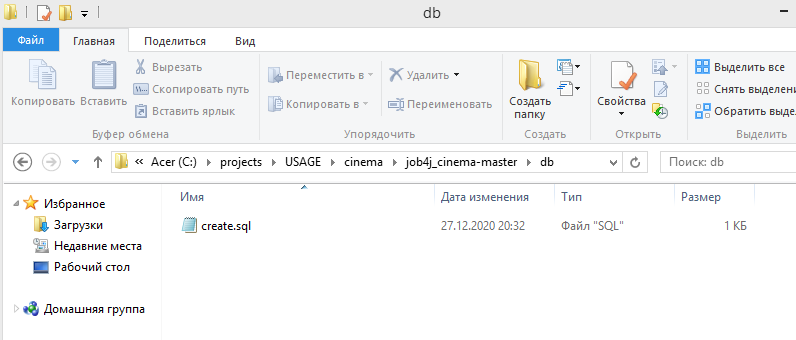 db
Файл Главная Поделиться Вид
Копировать
Вставить
Вырезать
Скопировать путь
Вставить ярлык
Буфер обмена
Переместить в
Копировать в
Удалить
Переименовать
Упорядочить
Создать папку
Создать
Свойства
Открыть
Выделить все
Снять выделени
Обратить выдел
Выделить
Acer (C:) projects USAGE cinema job4j_cinema-master db
Поиск: db
Избранное
Загрузки
Недавние места
Рабочий стол
Домашняя группа
Имя Дата изменения Тип Размер
create.sql 27.12.2020 20:32 Файл "SQL" 1 КБ